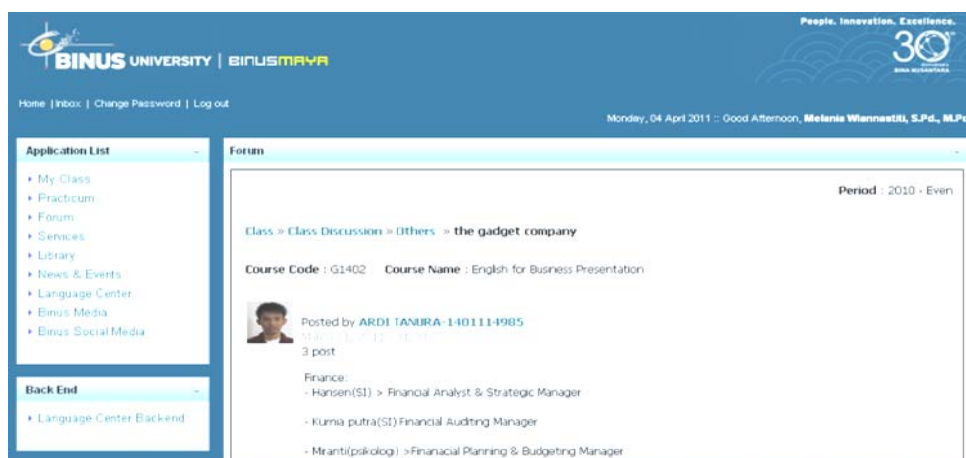 People. Innovation. Excellence.
30
BINA NUSANTARA
BINUS UNIVERSITY | BINUSMAYA
Home | Inbox | Change Password | Log out
Monday, 04 April 2011 :: Good Afternoon, Melania Wiannastiti, S.Pd., M.Pd
Application List
My Class
Practicum
Forum
Services
Library
News & Events
Language Center
Binus Media
Binus Social Media
Back End
Language Center Backend
Forum
Period : 2010 - Even
Class » Class Discussion » Others » the gadget company
Course Code : G1402 Course Name : English for Business Presentation
Posted by ARDI TANURA-1401114985
3 post
Finance:
- Hansen(SI) > Financial Analyst & Strategic Manager
- Kurnia putra(SI) Financial Auditing Manager
- Miranti(psikologi) >Finanacial Planning & Budgeting Manager